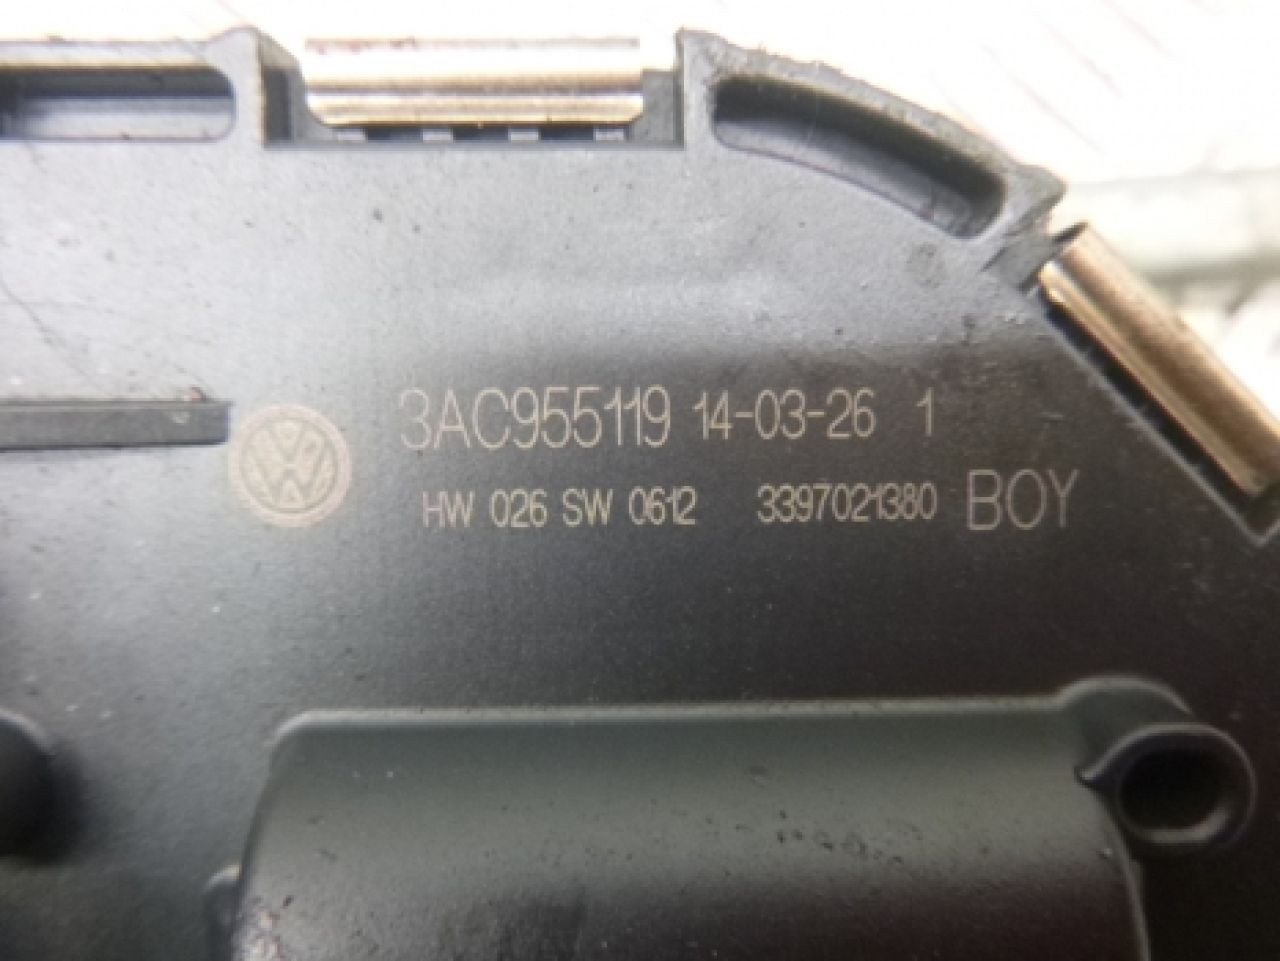 3AC955119 14-03-26 1
HW 026 SW 0612 3397021380 BOY